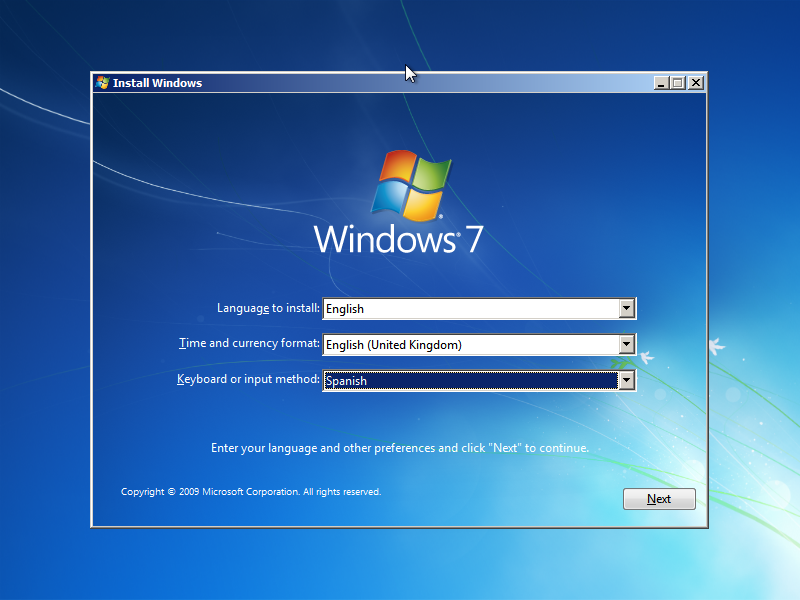 Install Windows
Windows® 7
Language to install: English
Time and currency format: English (United Kingdom)
Keyboard or input method: Spanish
Enter your language and other preferences and click "Next" to continue.
Copyright © 2009 Microsoft Corporation. All rights reserved.
Next